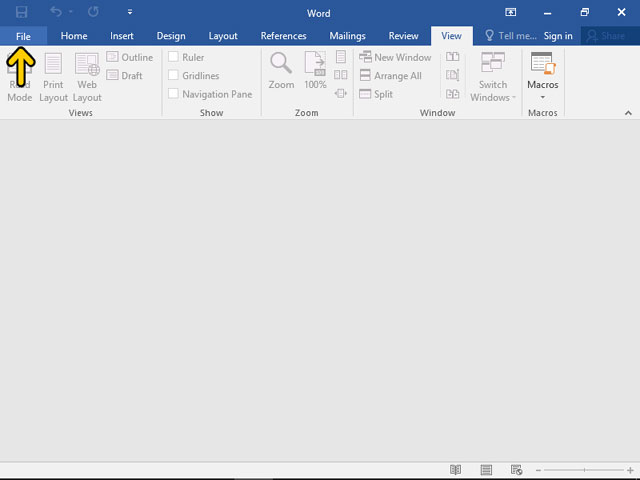 Word
File Home Insert Design Layout References Mailings Review View Tell me... Sign in Share
Read Mode
Print Layout
Web Layout
Outline
Draft
Views
Ruler
Gridlines
Navigation Pane
Show
Zoom
100%
Zoom
New Window
Arrange All
Split
Switch Windows
Window
Macros
Macros